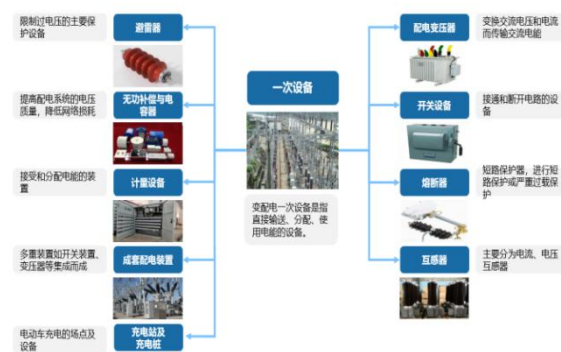 限制过电压的主要保
护设备
避雷器
提高配电系统的电压
质量，降低网络损耗
无功补偿与电
容器
接受和分配电能的装
置
计量设备
多重装置如开关装置、
变压器等集成而成
成套配电装置
电动车充电的场点及
设备
充电站及
充电桩
一次设备
变配电一次设备是指
直接输送、分配、使
用电能的设备。
配电变压器
变换交流电压和电流
而传输交流电能
开关设备
接通和断开电路的设
备
熔断器
短路保护器，进行短
路保护或严重过载保
护
互感器
主要分为电流、电压
互感器